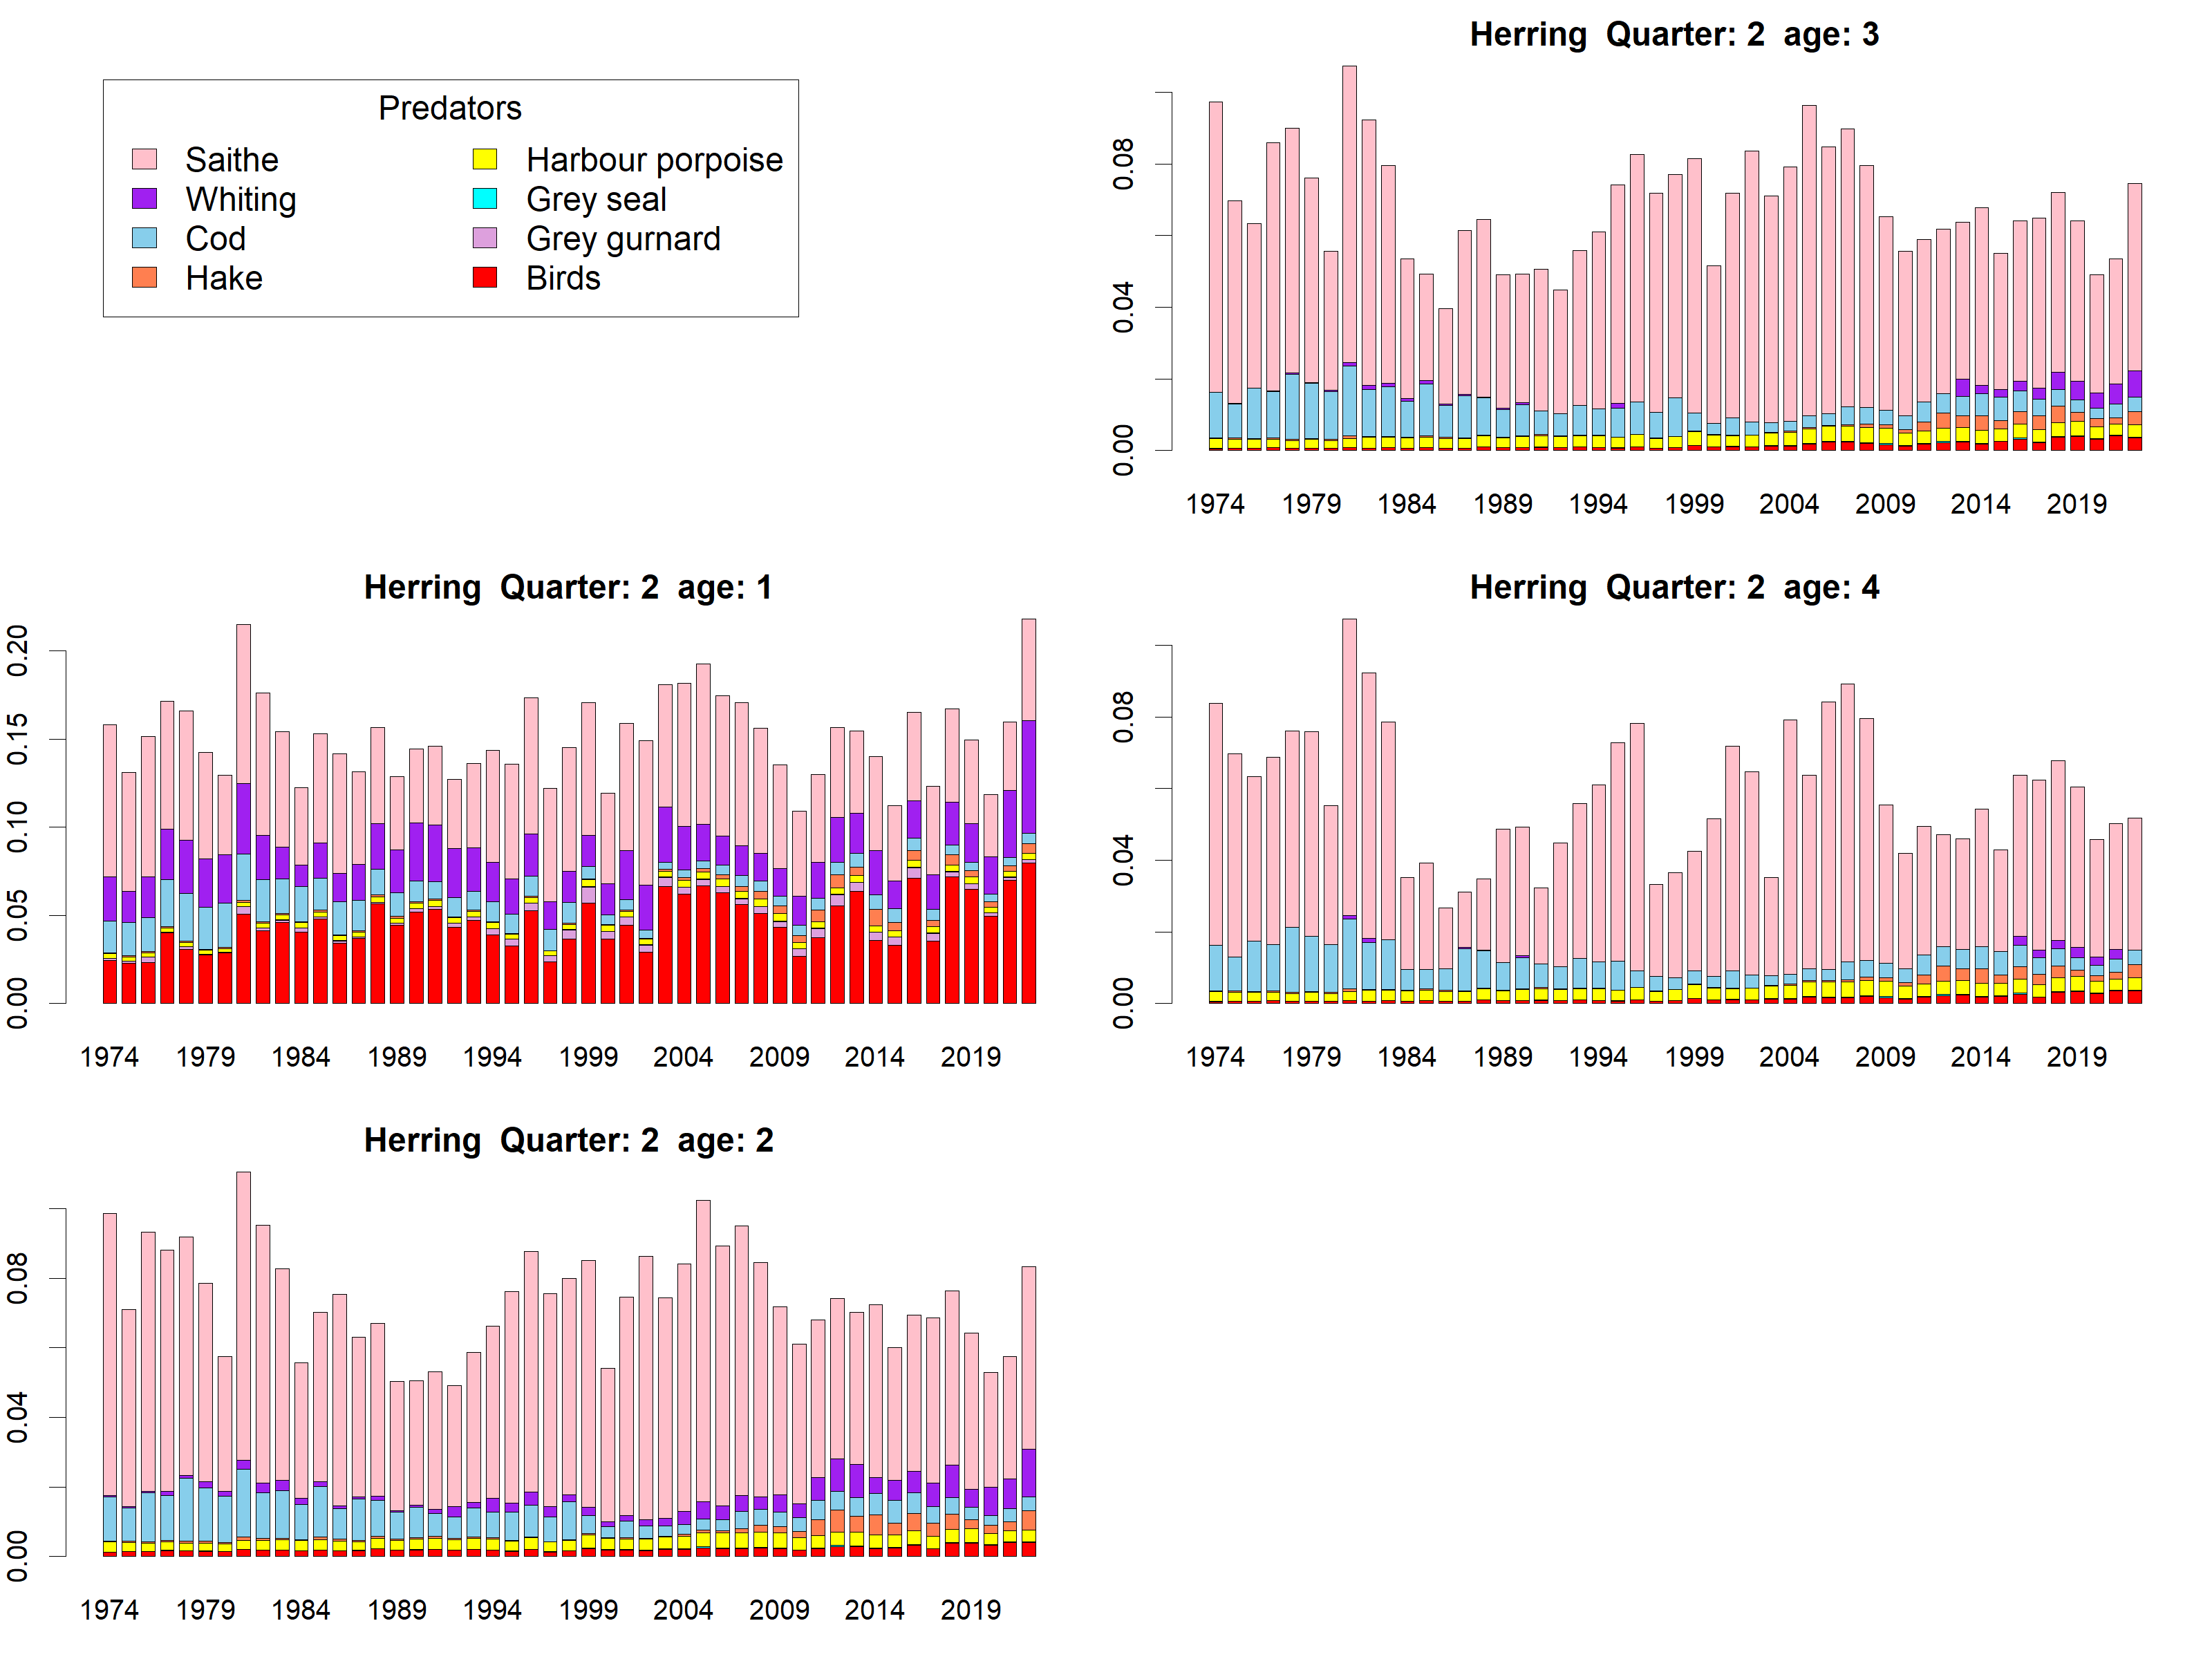 Predators
Saithe
Whiting
Cod
Hake
Harbour porpoise
Grey seal
Grey gurnard
Birds
Herring  Quarter: 2  age: 3
0.08
0.04
0.00
1974 1979 1984 1989 1994 1999 2004 2009 2014 2019
Herring  Quarter: 2  age: 1
0.20
0.15
0.10
0.05
0.00
1974 1979 1984 1989 1994 1999 2004 2009 2014 2019
Herring  Quarter: 2  age: 4
0.08
0.04
0.00
1974 1979 1984 1989 1994 1999 2004 2009 2014 2019
Herring  Quarter: 2  age: 2
0.08
0.04
0.00
1974 1979 1984 1989 1994 1999 2004 2009 2014 2019